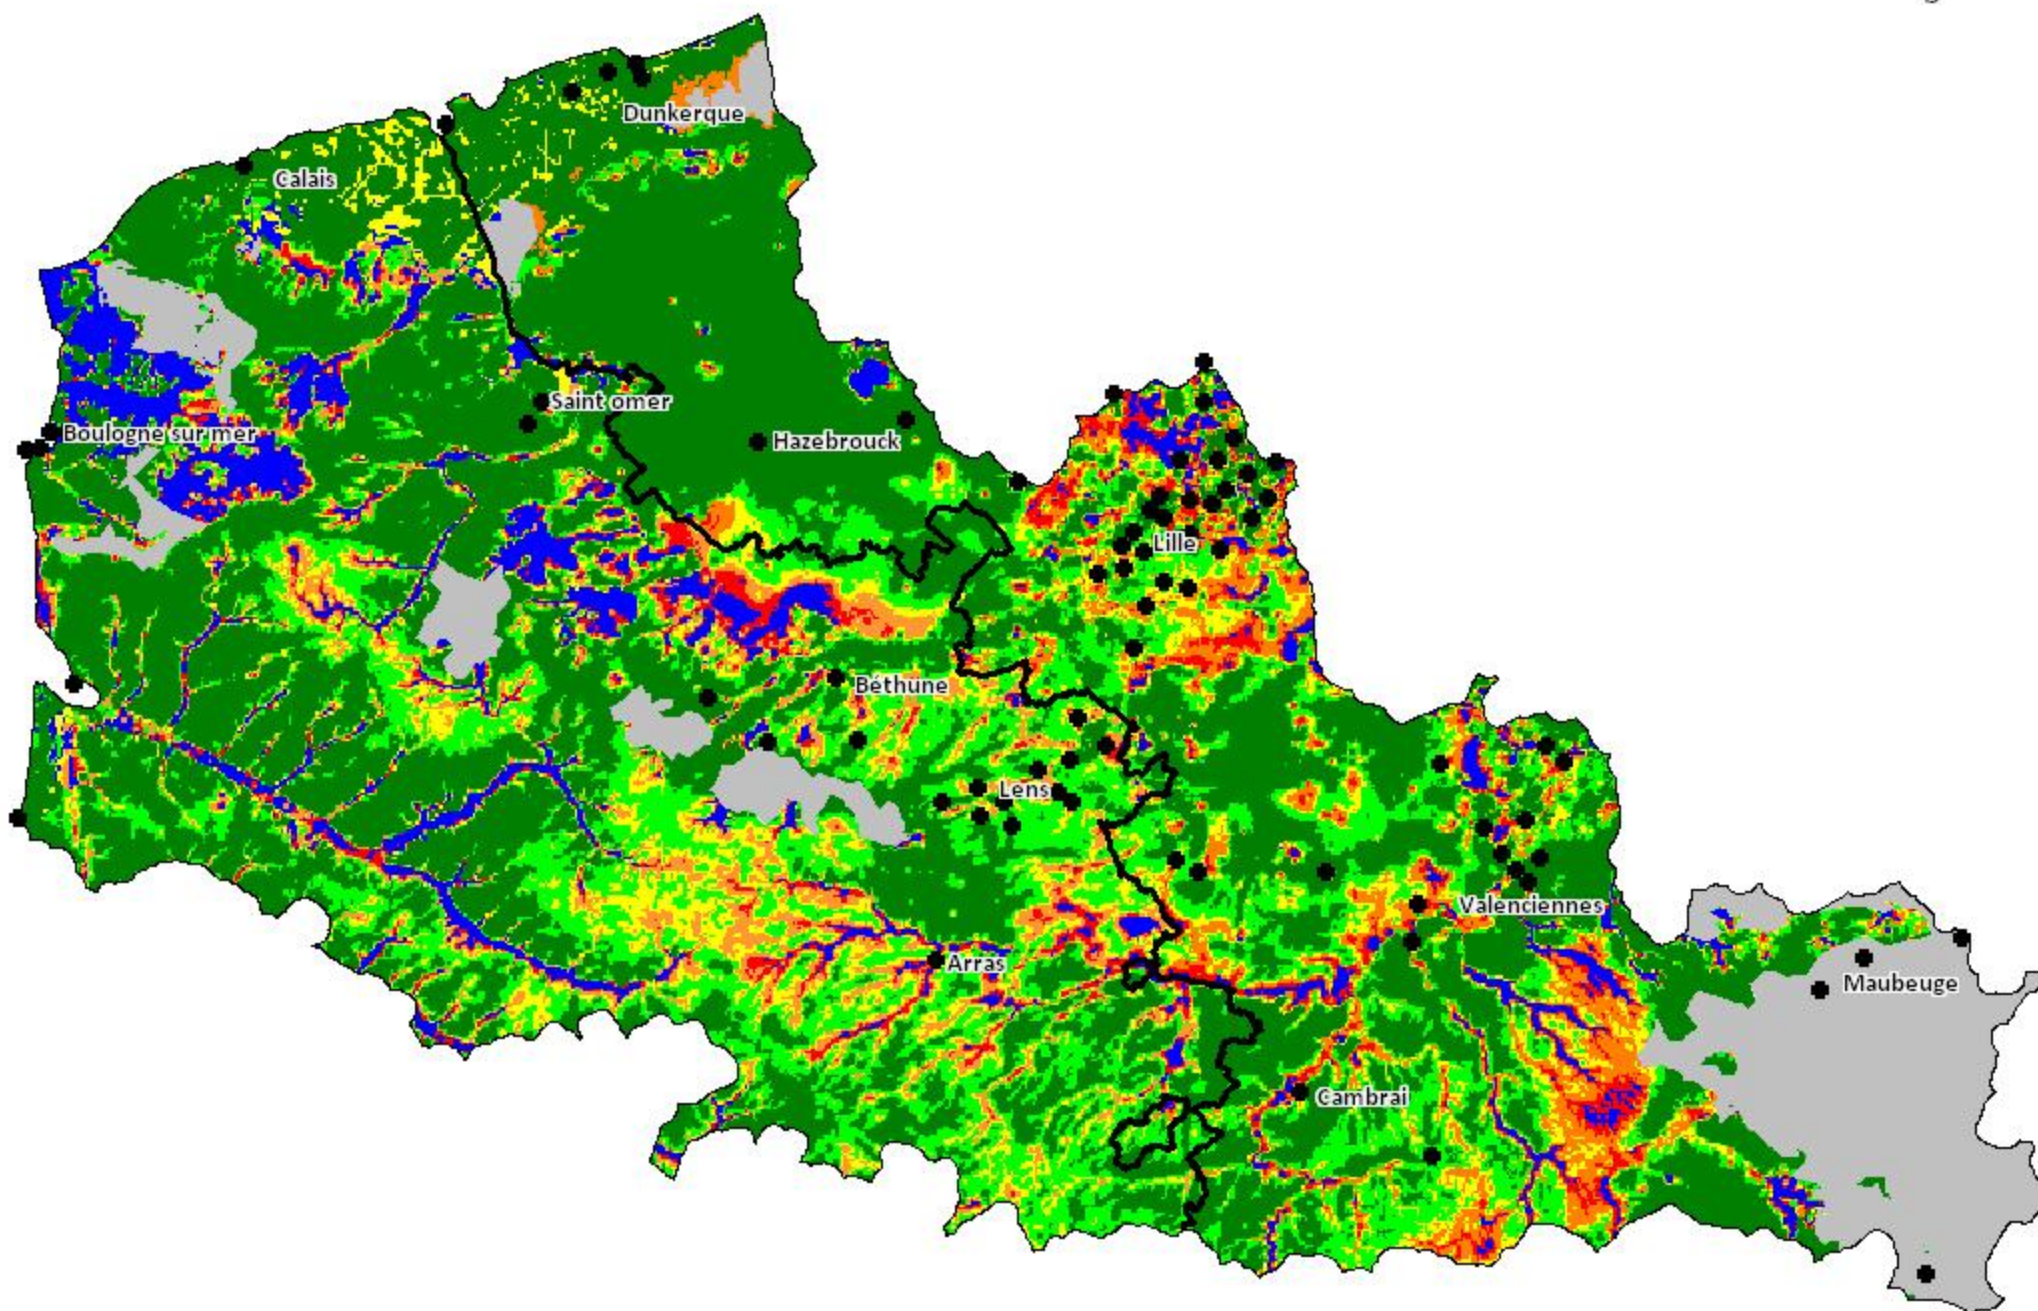 Dunkerque
Calais
Saint omer
Boulogne sur mer
Hazebrouck
Lille
Béthune
Lens
Valenciennes
Arras
Maubeuge
Cambrai